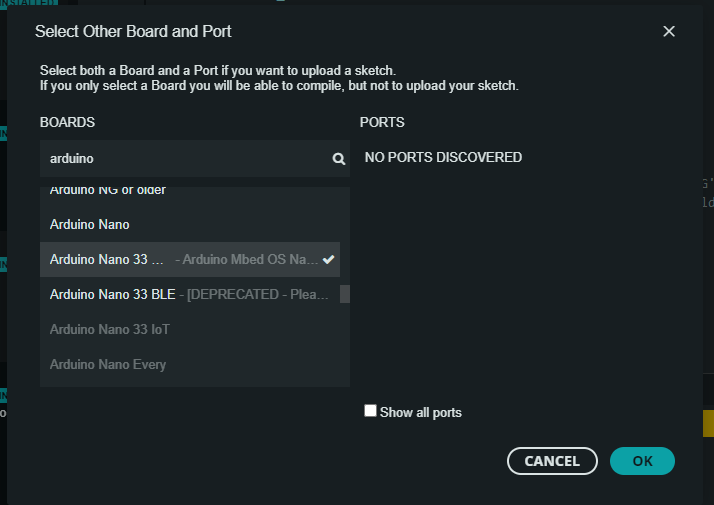 Select Other Board and Port
Select both a Board and a Port if you want to upload a sketch.
If you only select a Board you will be able to compile, but not to upload your sketch.
BOARDS
PORTS
arduino
NO PORTS DISCOVERED
Arduino NG or older
Arduino Nano
Arduino Nano 33 ... - Arduino Mbed OS Na...
Arduino Nano 33 BLE - [DEPRECATED - Plea...
Arduino Nano 33 IoT
Arduino Nano Every
Show all ports
CANCEL
OK